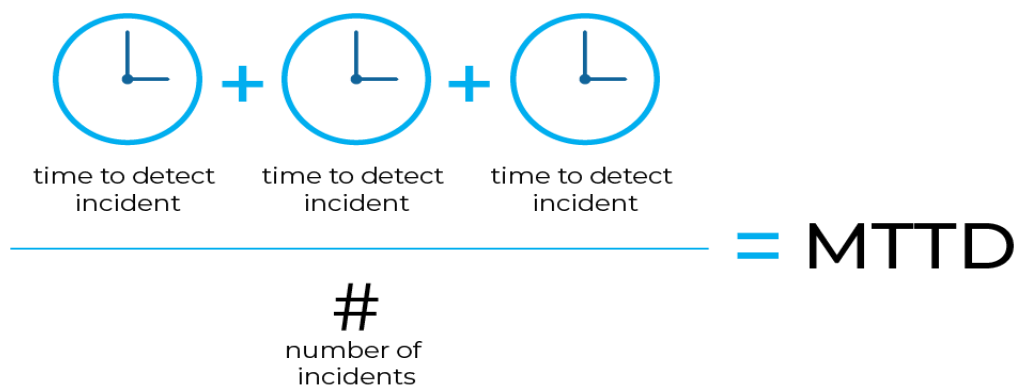 + +
time to detect time to detect time to detect
incident incident incident
= MTTD
#
number of
incidents